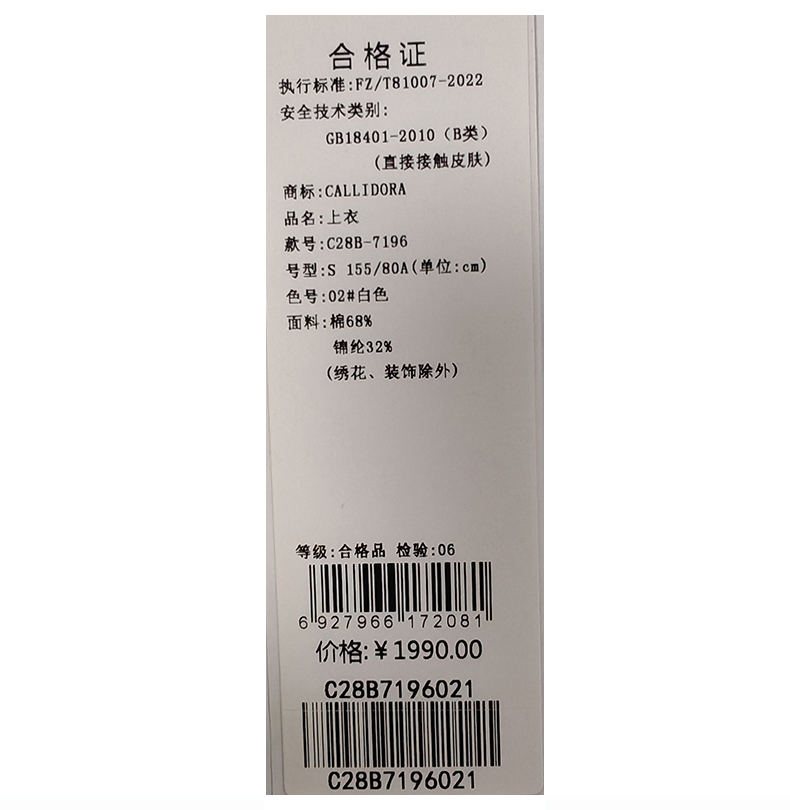 合格证
执行标准:FZ/T81007-2022
安全技术类别:
GB18401-2010（B类）
(直接接触皮肤)
商标:CALLIDORA
品名:上衣
款号:C28B-7196
号型:S 155/80A(单位:cm)
色号:02#白色
面料:棉68%
锦纶32%
(绣花、装饰除外)
等级:合格品 检验:06
6 927966 172081
价格:¥1990.00
C28B7196021
C28B7196021